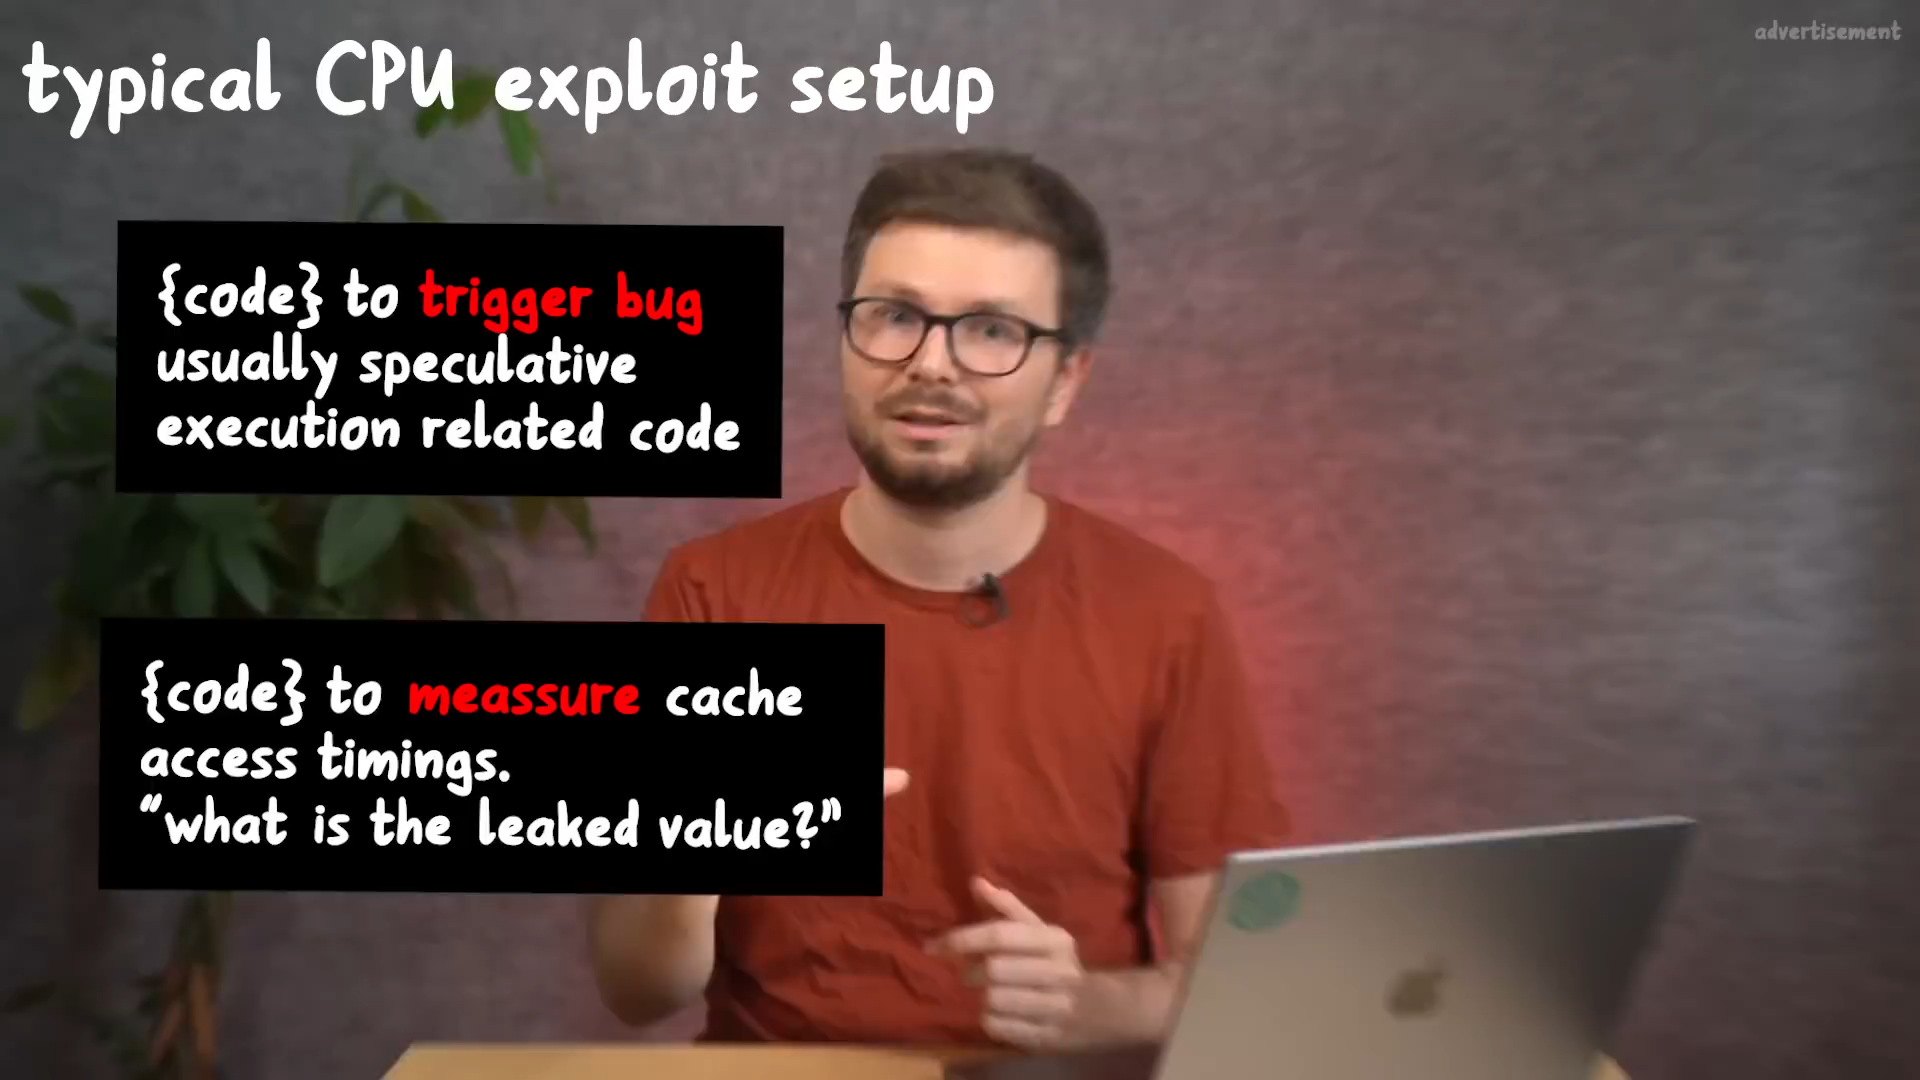 advertisement
typical CPU exploit setup
{code} to trigger bug
usually speculative
execution related code
{code} to meassure cache
access timings.
“what is the leaked value?”